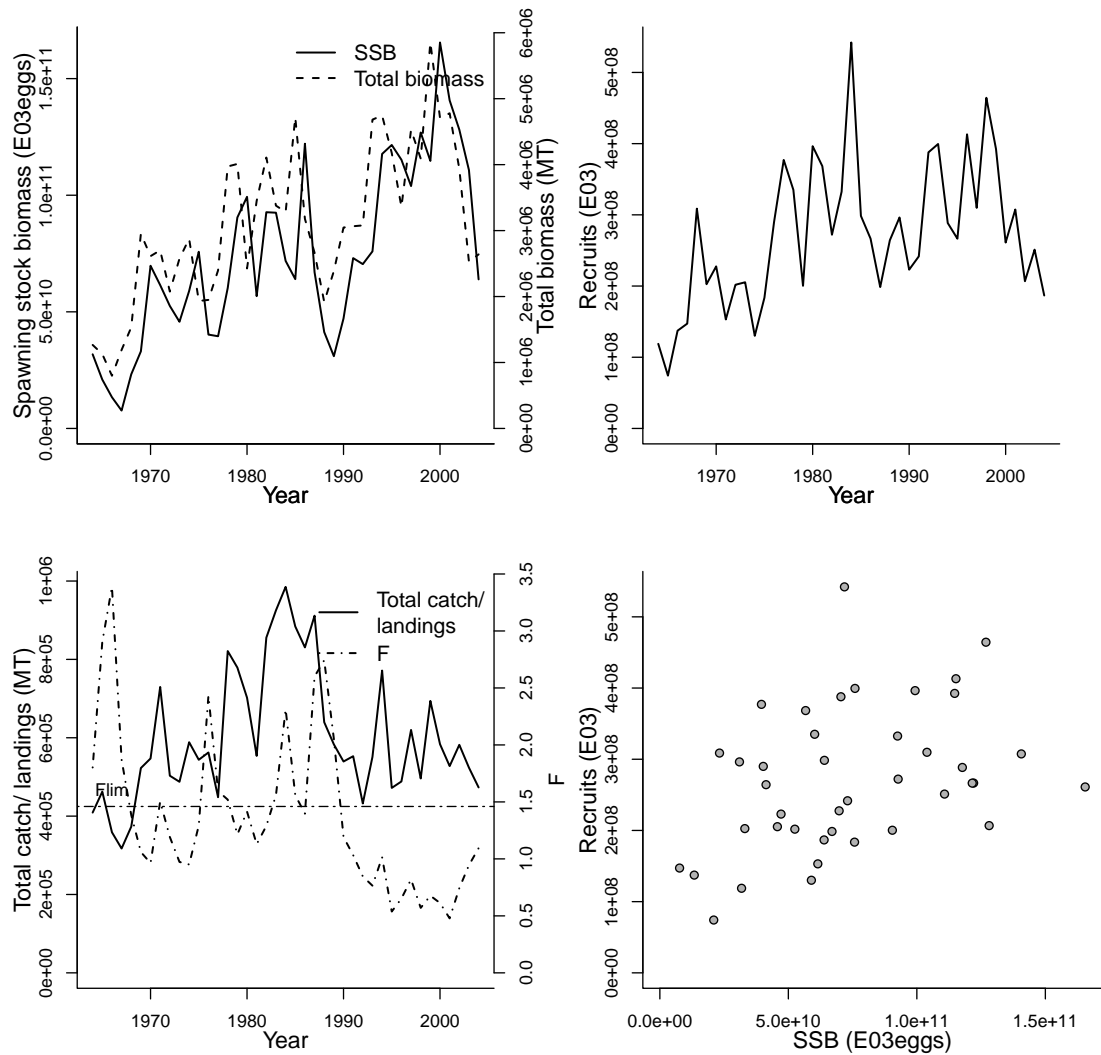 SSB
Total biomass
Spawning stock biomass (E03eggs)
0.0e+00
5.0e+10
1.0e+11
1.5e+11
Total biomass (MT)
0e+00
1e+06
2e+06
3e+06
4e+06
5e+06
6e+06
1970
1980
1990
2000
Year
Recruits (E03)
0e+00
1e+08
2e+08
3e+08
4e+08
5e+08
1970
1980
1990
2000
Year
Total catch/
landings
F
Flim
Total catch/ landings (MT)
0e+00
2e+05
4e+05
6e+05
8e+05
1e+06
F
0.0
0.5
1.0
1.5
2.0
2.5
3.0
3.5
1970
1980
1990
2000
Year
Recruits (E03)
0e+00
1e+08
2e+08
3e+08
4e+08
5e+08
0.0e+00
5.0e+10
1.0e+11
1.5e+11
SSB (E03eggs)